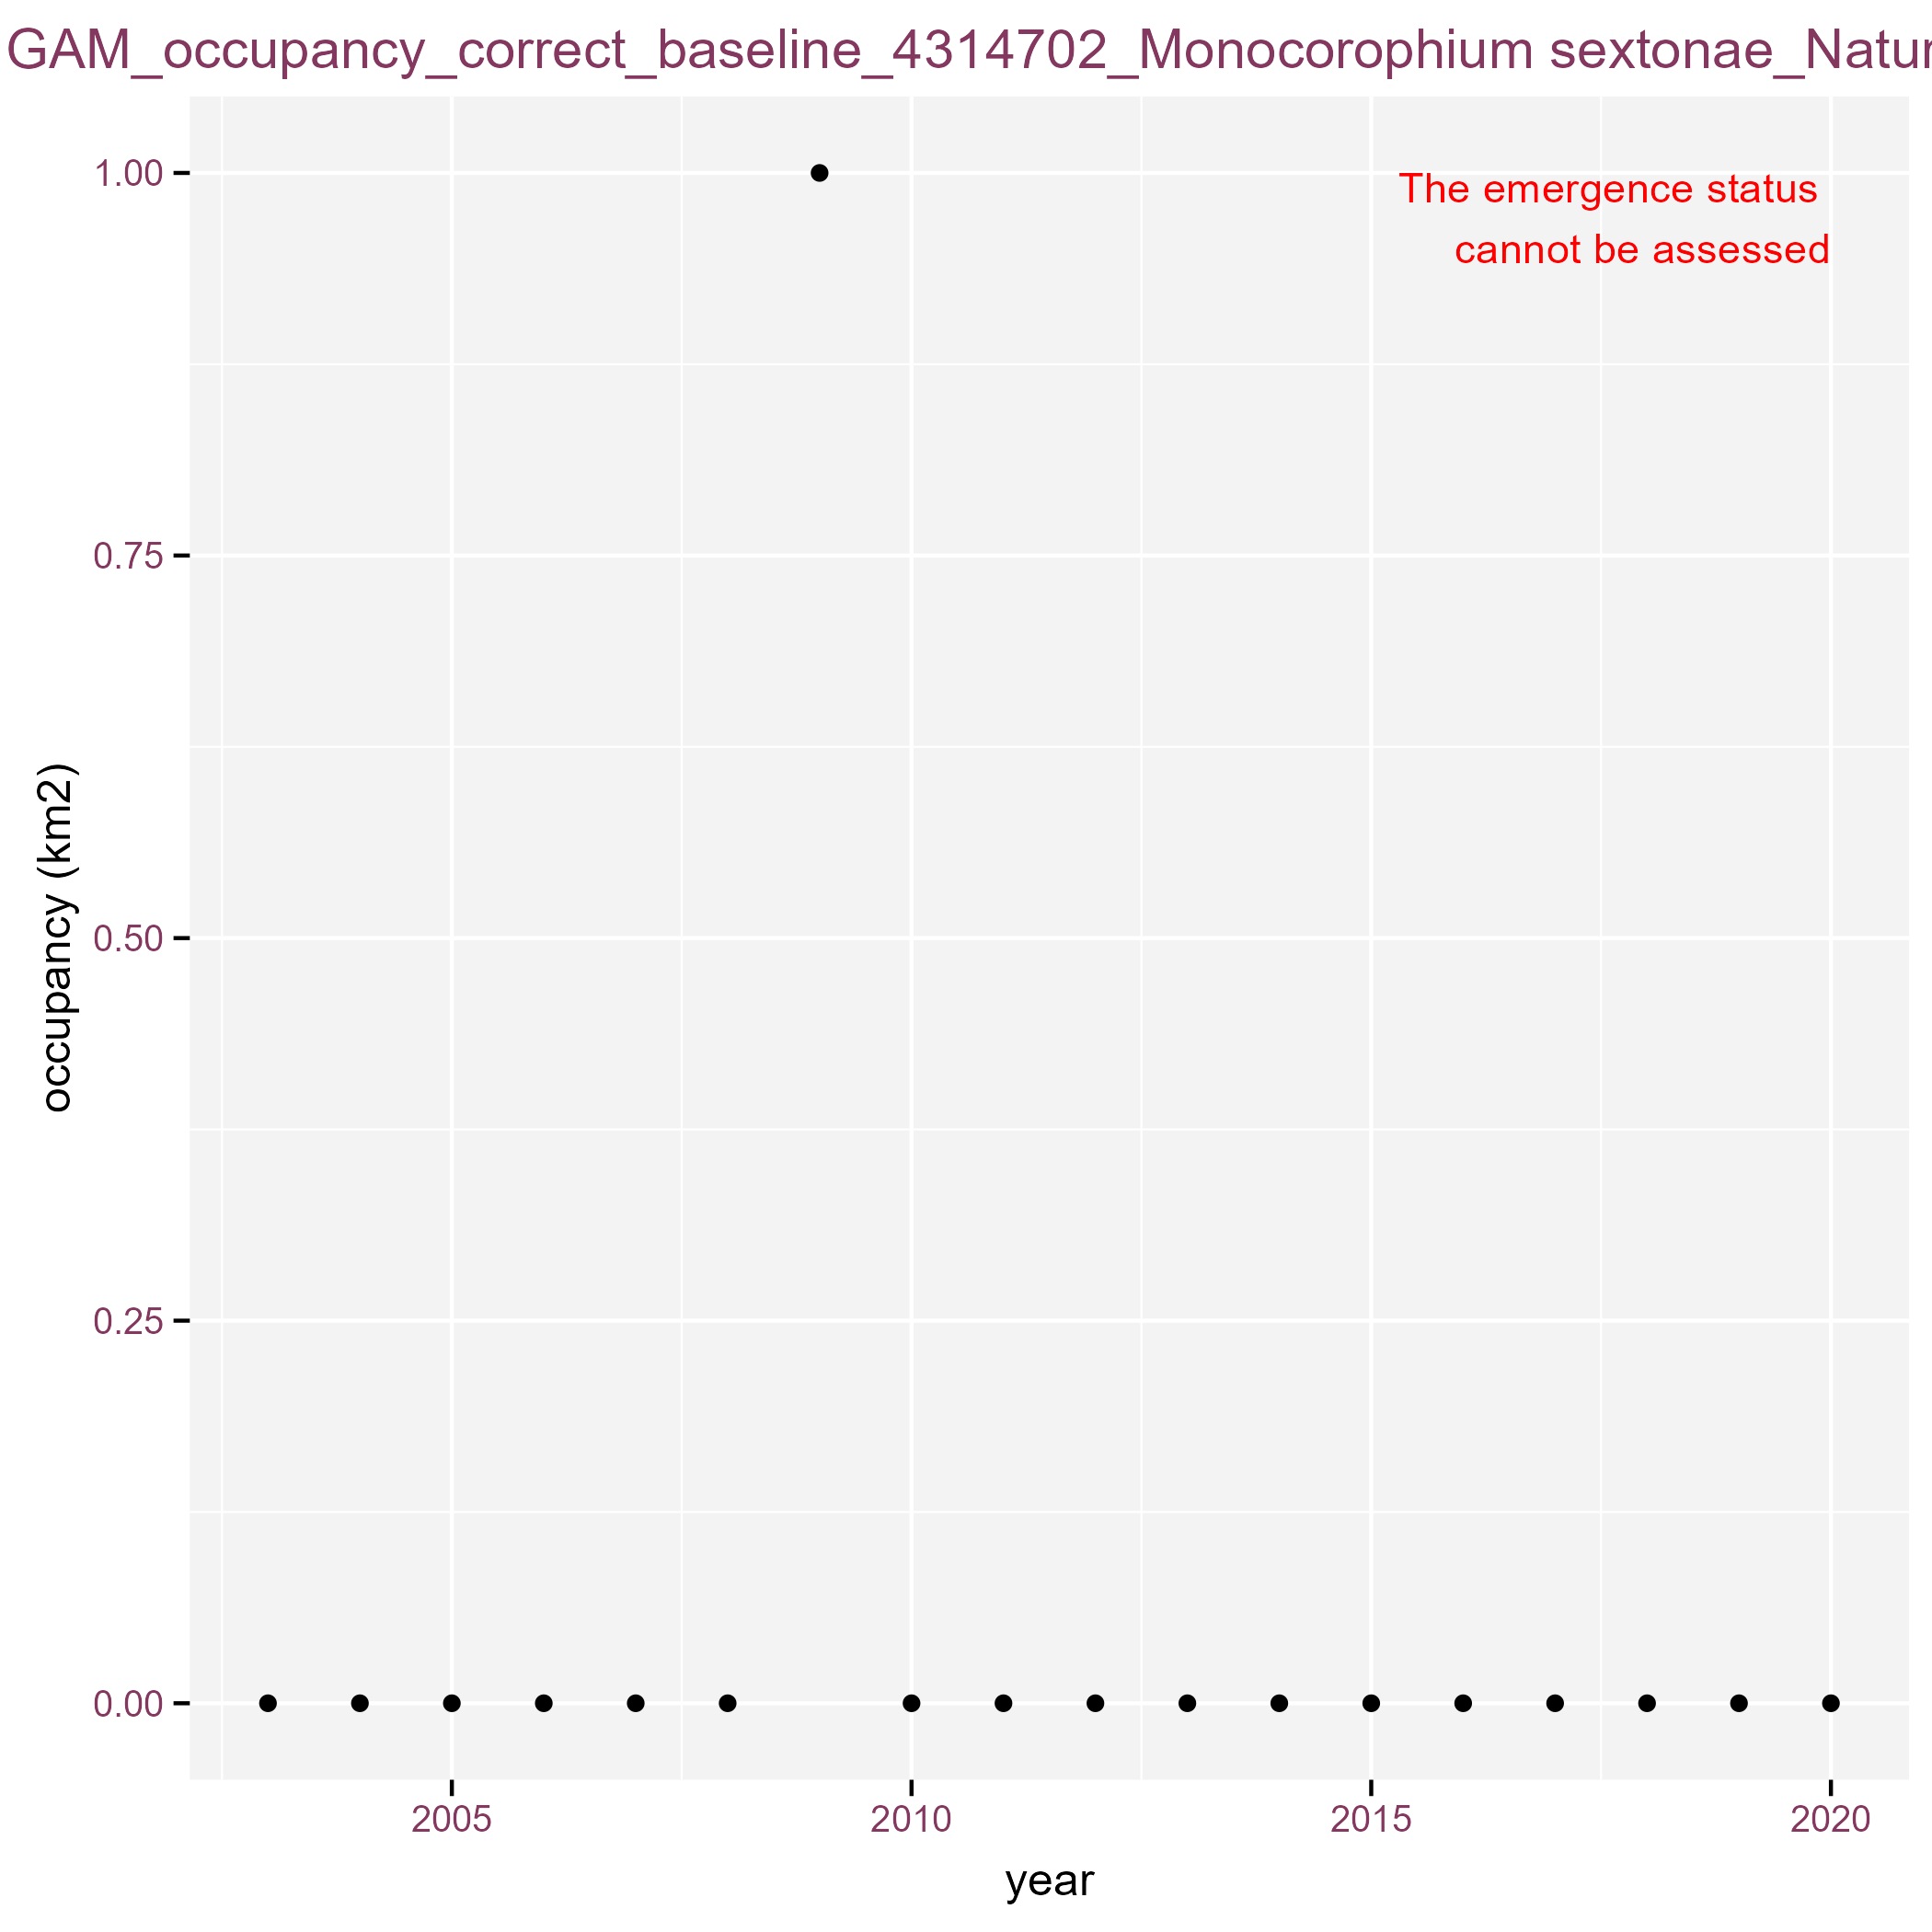 GAM_occupancy_correct_baseline_4314702_Monocorophium sextonae_Natur
1.00
The emergence status
cannot be assessed
0.75
occupancy (km2)
0.50
0.25
0.00
2005 2010 2015 2020
year